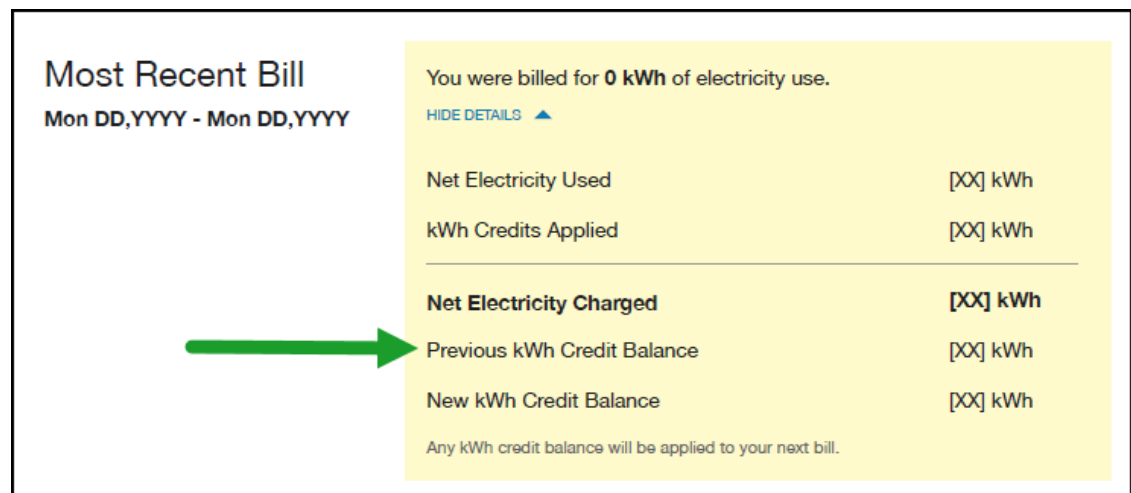 Most Recent Bill
Mon DD,YYYY - Mon DD,YYYY
You were billed for 0 kWh of electricity use.
HIDE DETAILS
Net Electricity Used [XX] kWh
kWh Credits Applied [XX] kWh
Net Electricity Charged [XX] kWh
Previous kWh Credit Balance [XX] kWh
New kWh Credit Balance [XX] kWh
Any kWh credit balance will be applied to your next bill.